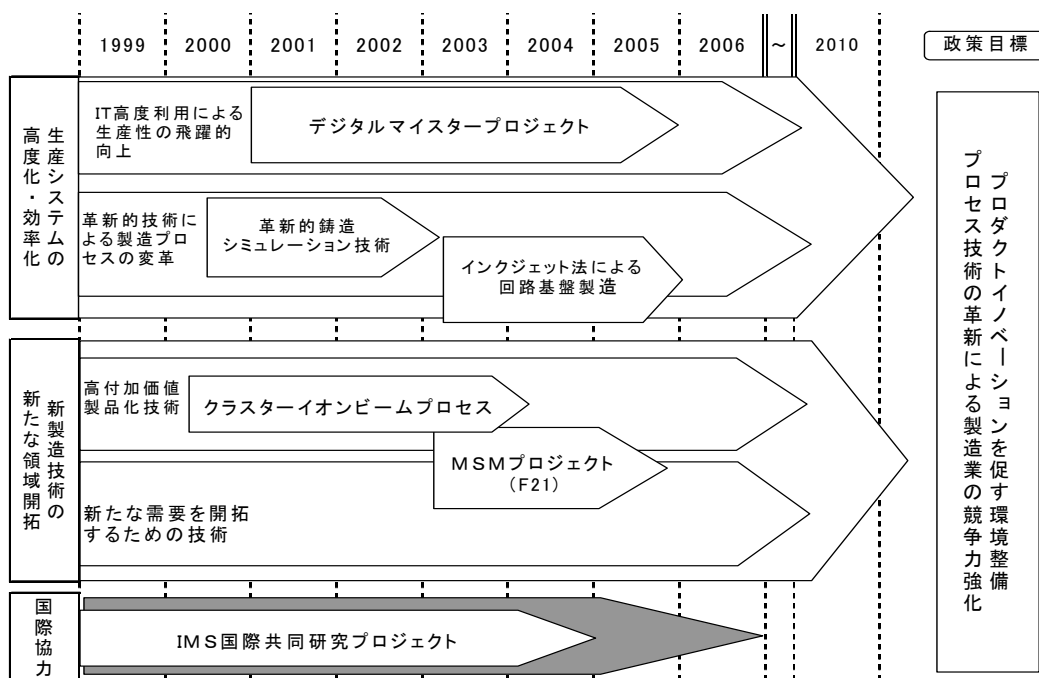 1999 2000 2001 2002 2003 2004 2005 2006 ～ 2010
政策目標
生産システムの
高度化・効率化
IT高度利用による
生産性の飛躍的
向上
デジタルマイスタープロジェクト
革新的技術に
よる製造プロ
セスの変革
革新的鋳造
シミュレーション技術
インクジェット法による
回路基盤製造
新製造技術の
新たな領域開拓
高付加価値
製品化技術
クラスターイオンビームプロセス
MSMプロジェクト
(F21)
新たな需要を開拓
するための技術
国際協力
IMS国際共同研究プロジェクト
プロダクトイノベーションを促す環境整備
プロセス技術の革新による製造業の競争力強化